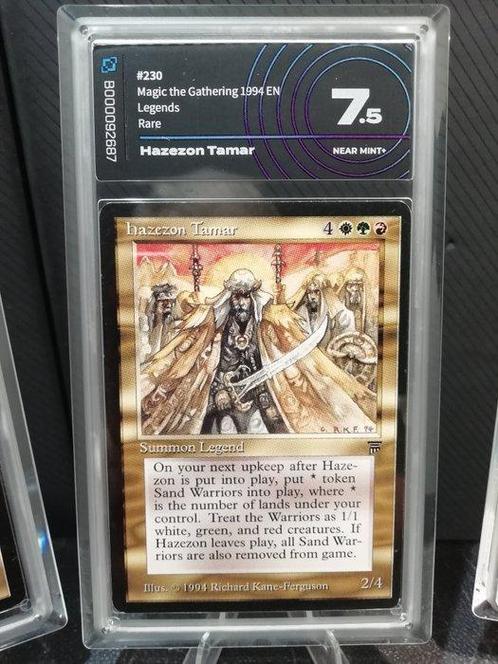 #230
Magic the Gathering 1994 EN
Legends
Rare
Hazezon Tamar
7.5
NEAR MINT+
B000092687
Hazezon Tamar 4
G. R.K.F. 94
Summon Legend
On your next upkeep after Haze-
zon is put into play, put * token
Sand Warriors into play, where *
is the number of lands under your
control. Treat the Warriors as 1/1
white, green, and red creatures. If
Hazezon leaves play, all Sand War-
riors are also removed from game.
Illus. © 1994 Richard Kane-Ferguson
2/4